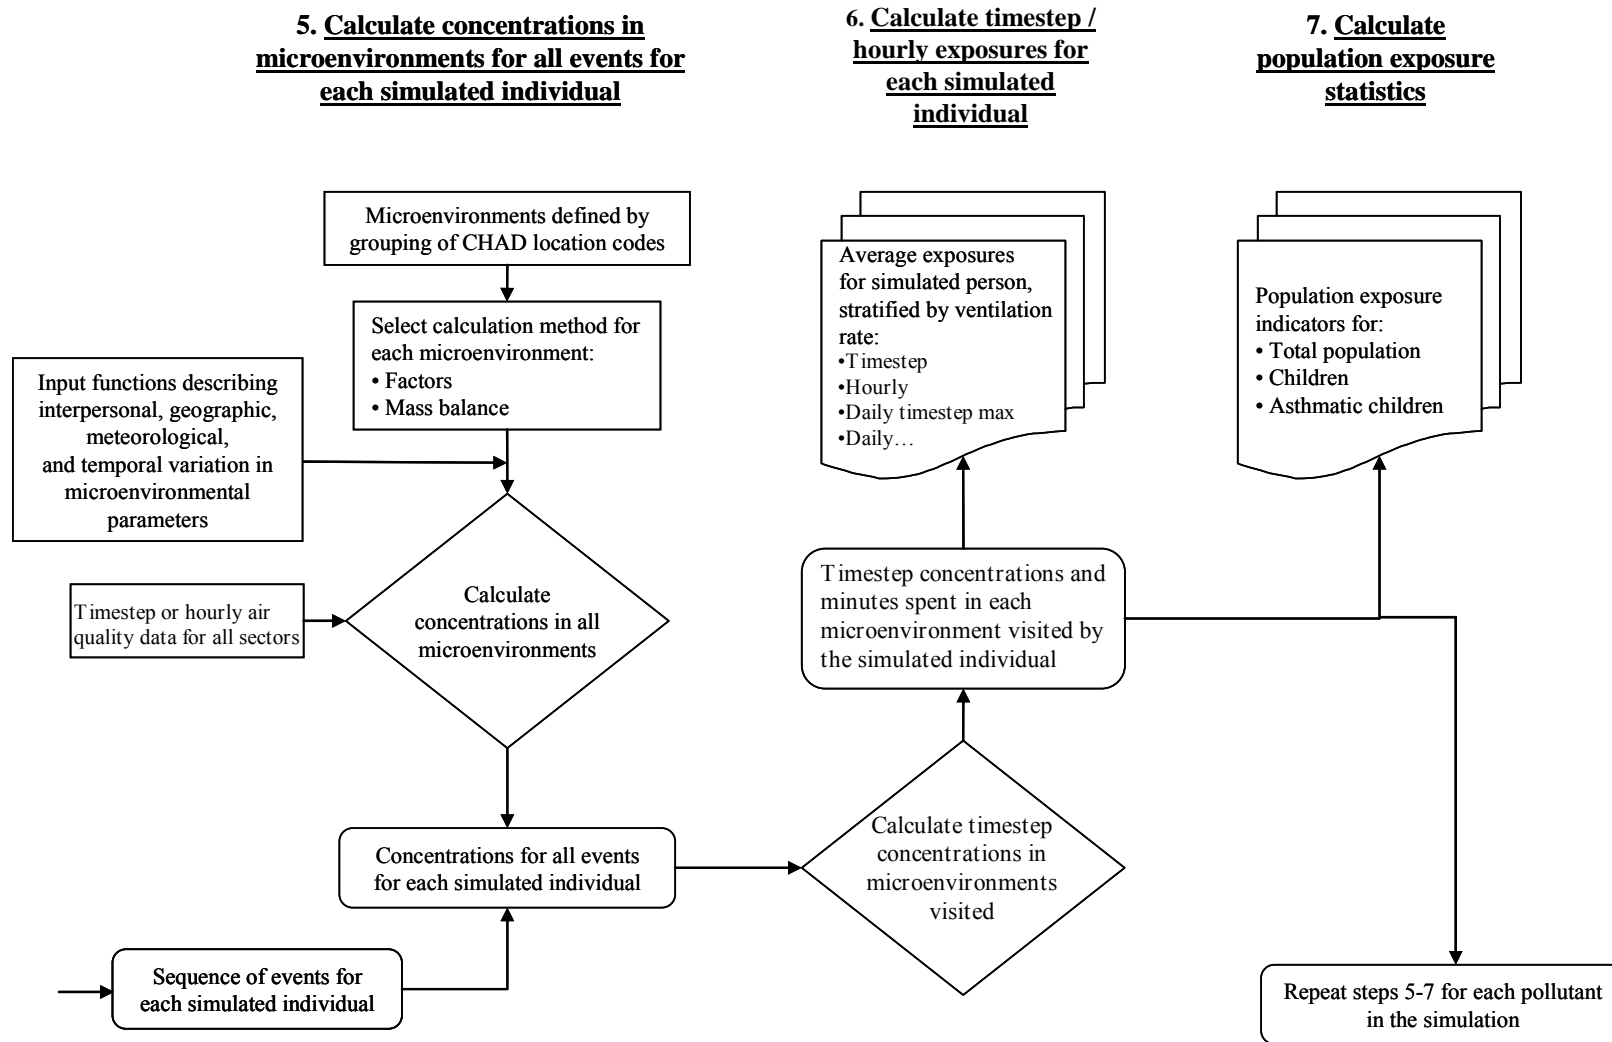 5. Calculate concentrations in
microenvironments for all events for
each simulated individual
6. Calculate timestep /
hourly exposures for
each simulated
individual
7. Calculate
population exposure
statistics
Microenvironments defined by
grouping of CHAD location codes
Select calculation method for
each microenvironment:
• Factors
• Mass balance
Input functions describing
interpersonal, geographic,
meteorological,
and temporal variation in
microenvironmental
parameters
Timestep or hourly air
quality data for all sectors
Calculate
concentrations in all
microenvironments
Concentrations for all events
for each simulated individual
Sequence of events for
each simulated individual
Average exposures
for simulated person,
stratified by ventilation
rate:
•Timestep
•Hourly
•Daily timestep max
•Daily…
Timestep concentrations and
minutes spent in each
microenvironment visited by
the simulated individual
Calculate timestep
concentrations in
microenvironments
visited
Population exposure
indicators for:
• Total population
• Children
• Asthmatic children
Repeat steps 5-7 for each pollutant
in the simulation